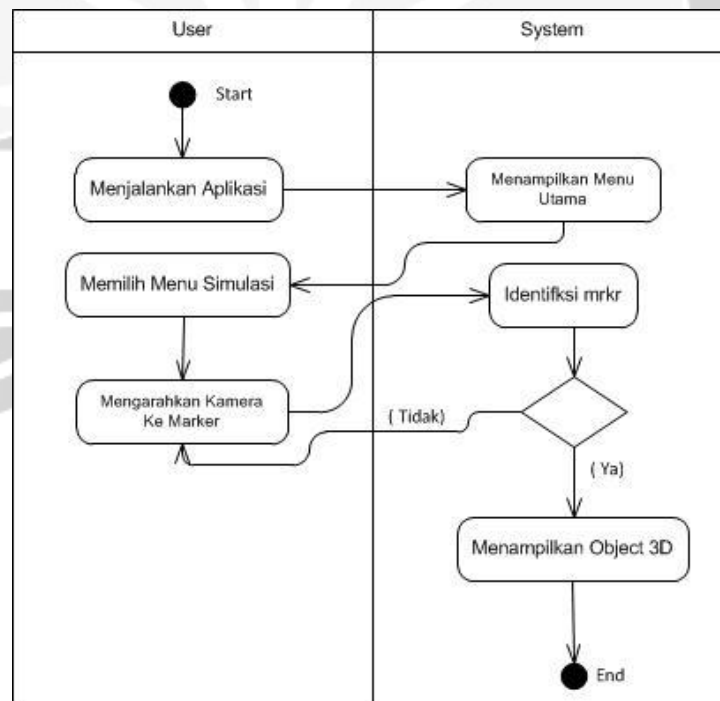 User
System
Start
Menjalankan Aplikasi
Menampilkan Menu
Utama
Memilih Menu Simulasi
Identifksi mrkr
Mengarahkan Kamera
Ke Marker
( Tidak)
( Ya)
Menampilkan Object 3D
End